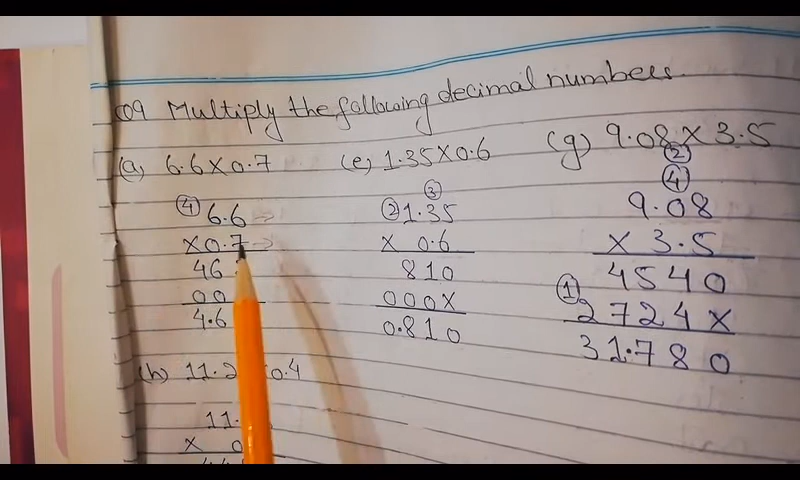 Q9 Multiply the following decimal numbers.
(a) 6.6 X 0.7 (e) 1.35 X 0.6 (g) 9.08 X 3.5
④ 6.6
X 0.7
46
00
4.6
③
② 1.35
X 0.6
810
000X
0.810
②
④
9.08
X 3.5
4540
① 2724X
31.780
(h) 11.2 0.4
11.
X 0